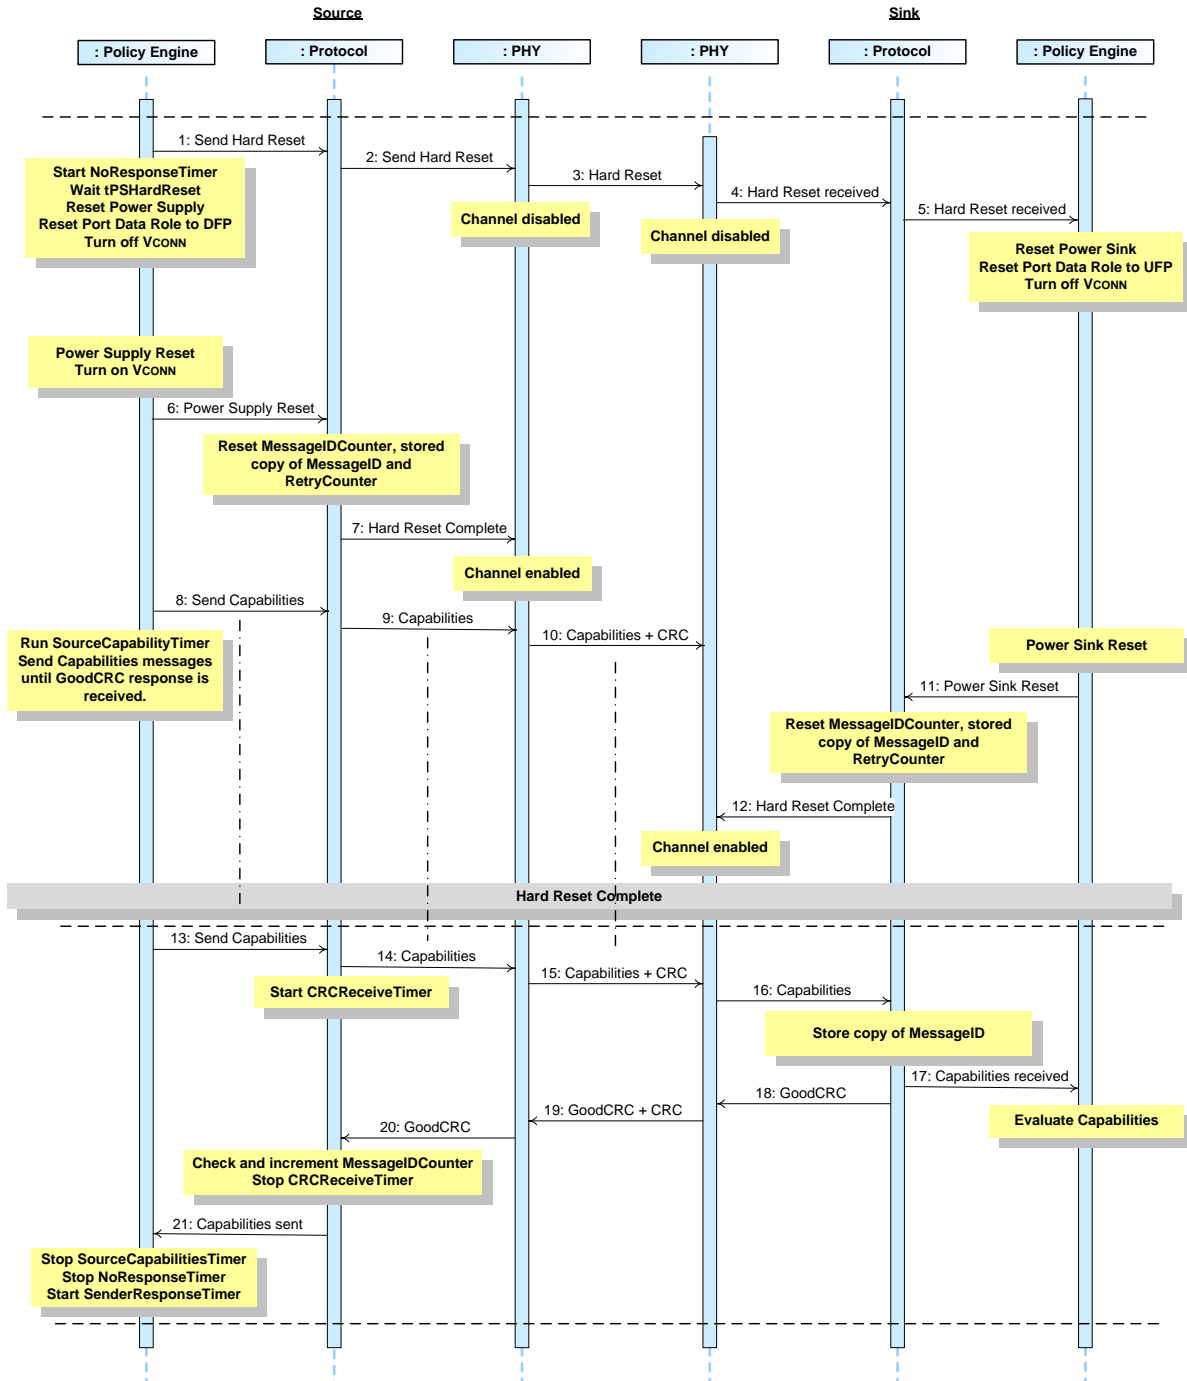 Source
Sink
: Policy Engine
: Protocol
: PHY
: PHY
: Protocol
: Policy Engine
1: Send Hard Reset
2: Send Hard Reset
Start NoResponseTimer
Wait tPSHardReset
Reset Power Supply
Reset Port Data Role to DFP
Turn off VCONN
3: Hard Reset
4: Hard Reset received
5: Hard Reset received
Channel disabled
Channel disabled
Reset Power Sink
Reset Port Data Role to UFP
Turn off VCONN
Power Supply Reset
Turn on VCONN
6: Power Supply Reset
Reset MessageIDCounter, stored
copy of MessageID and
RetryCounter
7: Hard Reset Complete
Channel enabled
8: Send Capabilities
9: Capabilities
10: Capabilities + CRC
Run SourceCapabilityTimer
Send Capabilities messages
until GoodCRC response is
received.
Power Sink Reset
11: Power Sink Reset
Reset MessageIDCounter, stored
copy of MessageID and
RetryCounter
12: Hard Reset Complete
Channel enabled
Hard Reset Complete
13: Send Capabilities
14: Capabilities
15: Capabilities + CRC
Start CRCReceiveTimer
16: Capabilities
Store copy of MessageID
17: Capabilities received
18: GoodCRC
19: GoodCRC + CRC
Evaluate Capabilities
20: GoodCRC
Check and increment MessageIDCounter
Stop CRCReceiveTimer
21: Capabilities sent
Stop SourceCapabilitiesTimer
Stop NoResponseTimer
Start SenderResponseTimer